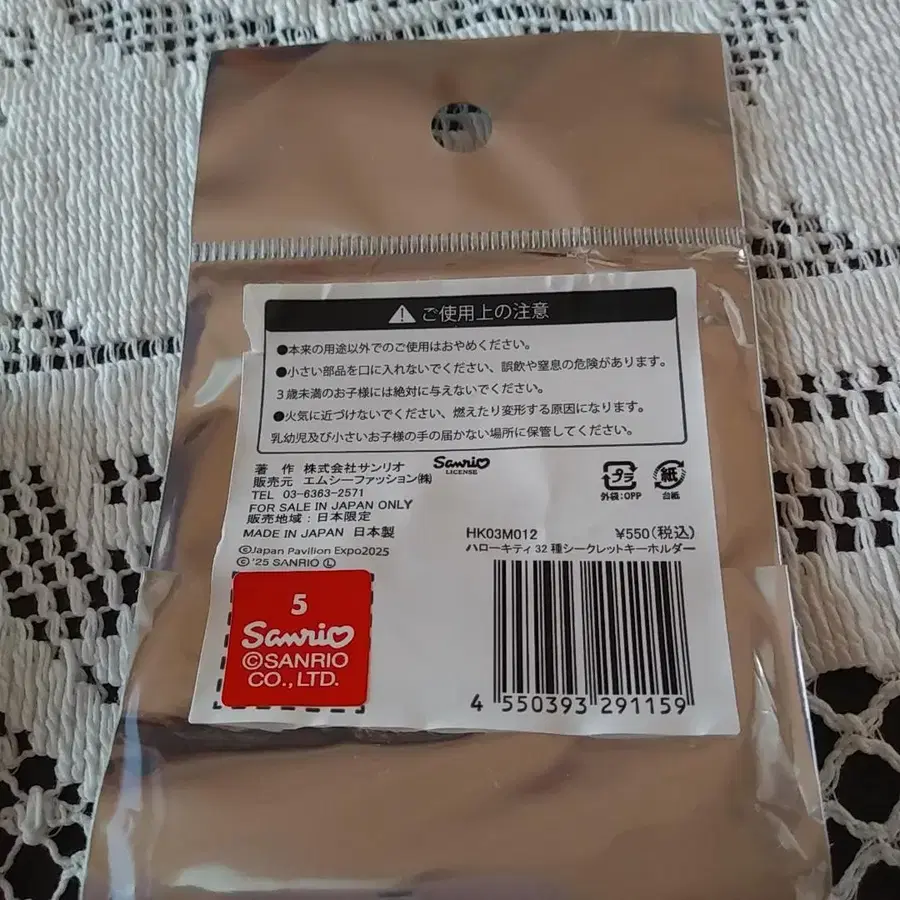 ご使用上の注意
●本来の用途以外でのご使用はおやめください。
●小さい部品を口に入れないでください、誤飲や窒息の危険があります。
3歳未満のお子様には絶対に与えないでください。
●火気に近づけないでください、燃えたり変形する原因になります。
乳幼児及び小さいお子様の手の届かない場所に保管してください。
著 作 株式会社サンリオ
販売元 エムシーファッション㈱
TEL 03-6363-2571
FOR SALE IN JAPAN ONLY
販売地域:日本限定
MADE IN JAPAN 日本製
©Japan Pavilion Expo2025
©'25 SANRIO Ⓛ
Sanrio
LICENSE
プラ
外袋:OPP
紙
台紙
HK03M012 ¥550(税込)
ハローキティ 32 種シークレットキーホルダー
4 550393 291159
5
Sanrio
©SANRIO
CO.,LTD.